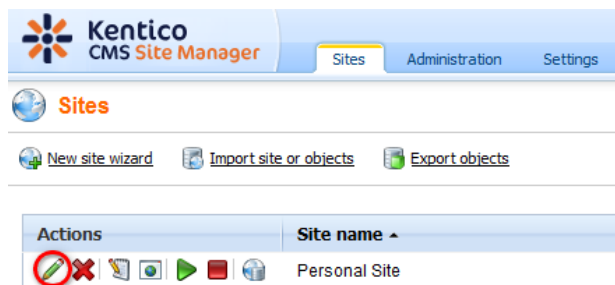 Kentico
CMS Site Manager
Sites Administration Settings
Sites
New site wizard Import site or objects Export objects
Actions Site name
Personal Site